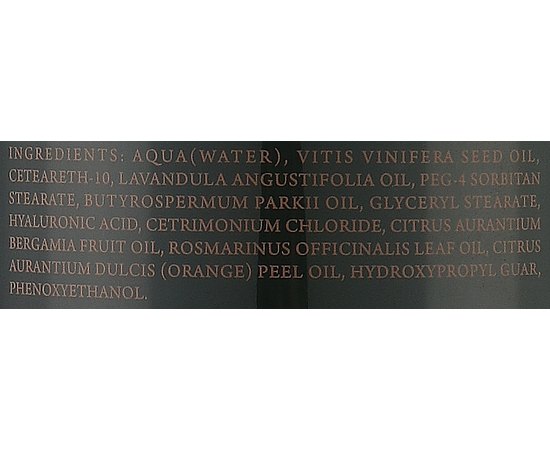 INGREDIENTS: AQUA(WATER), VITIS VINIFERA SEED OIL,
CETEARETH-10, LAVANDULA ANGUSTIFOLIA OIL, PEG-4 SORBITAN
STEARATE, BUTYROSPERMUM PARKII OIL, GLYCERYL STEARATE,
HYALURONIC ACID, CETRIMONIUM CHLORIDE, CITRUS AURANTIUM
BERGAMIA FRUIT OIL, ROSMARINUS OFFICINALIS LEAF OIL, CITRUS
AURANTIUM DULCIS (ORANGE) PEEL OIL, HYDROXYPROPYL GUAR,
PHENOXYETHANOL.